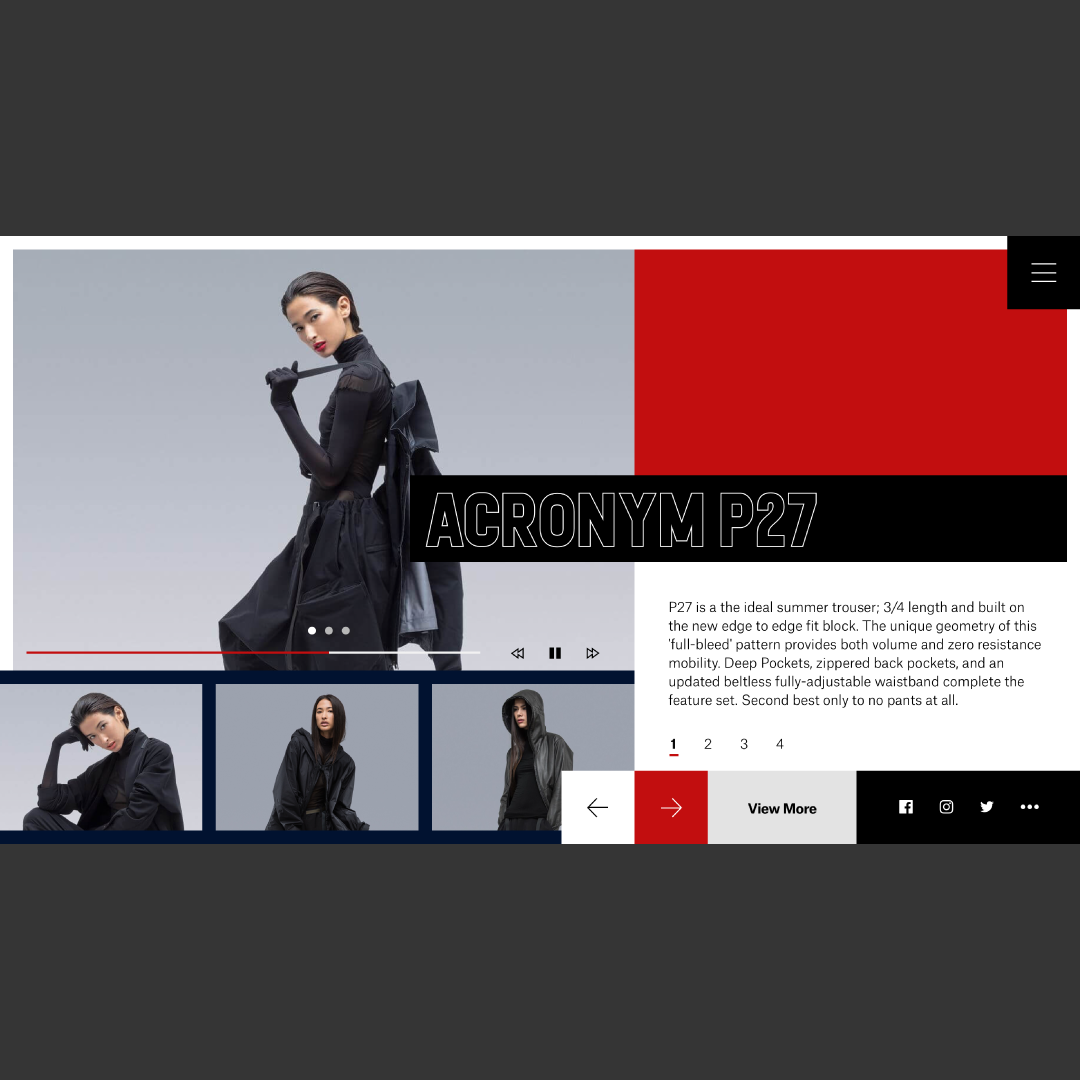 ACRONYM P27
P27 is a the ideal summer trouser; 3/4 length and built on
the new edge to edge fit block. The unique geometry of this
'full-bleed' pattern provides both volume and zero resistance
mobility. Deep Pockets, zippered back pockets, and an
updated beltless fully-adjustable waistband complete the
feature set. Second best only to no pants at all.
1 2 3 4
View More